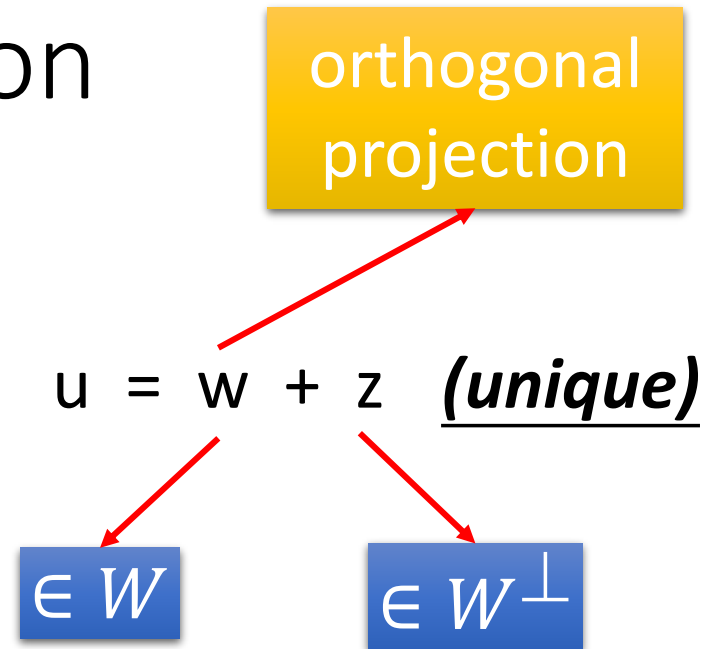 on
orthogonal
projection
u = w + z (unique)
∈ W
∈ W⊥